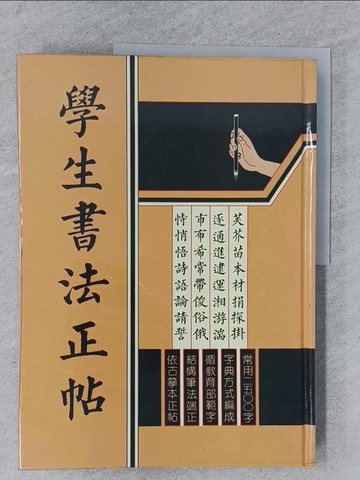 學生書法正帖
芙芥苗本材捐探掛
逐通進逮運湘游湍
市布希常帶俊俗俄
恃悄悟詩語論請誓
常用二五〇〇字
字典方式編成
循教育部範字
結構筆法端正
依古摹本正帖